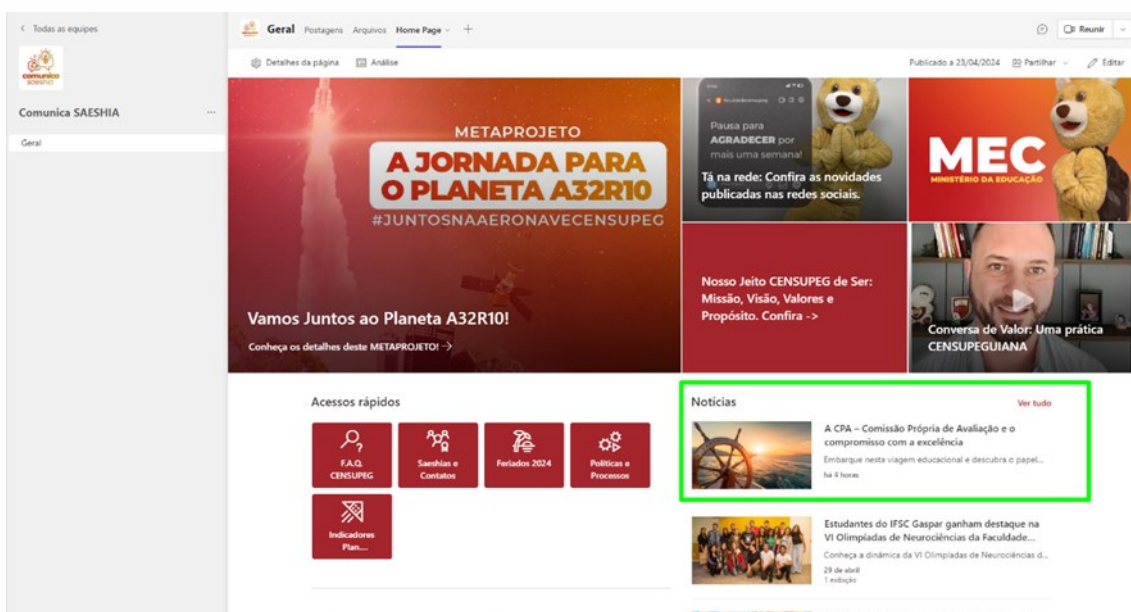 Todas as equipes
Geral Postagens Arquivos Home Page
Reunir
comunica
saeshia
Detalhes da página Análise
Publicado a 23/04/2024 Partilhar Editar
Comunica SAESHIA
Geral
METAPROJETO
A JORNADA PARA
O PLANETA A32R10
#JUNTOSNAAERONAVECENSUPEG
Vamos Juntos ao Planeta A32R10!
Conheça os detalhes deste METAPROJETO! →
Pausa para
AGRADECER por
mais uma semana!
Tá na rede: Confira as novidades
publicadas nas redes sociais.
MEC
MINISTÉRIO DA EDUCAÇÃO
Nosso Jeito CENSUPEG de Ser:
Missão, Visão, Valores e
Propósito. Confira ->
Conversa de Valor: Uma prática
CENSUPEGUIANA
Acessos rápidos
F.A.Q.
CENSUPEG
Saeshias e
Contatos
Feriados 2024
Políticas e
Processos
Indicadores
Plan....
Notícias
Ver tudo
A CPA – Comissão Própria de Avaliação e o
compromisso com a excelência
Embarque nesta viagem educacional e descubra o papel...
há 4 horas
Estudantes do IFSC Gaspar ganham destaque na
VI Olimpíadas de Neurociências da Faculdade...
Conheça a dinâmica da VI Olimpíadas de Neurociências d...
29 de abril
1 exibição